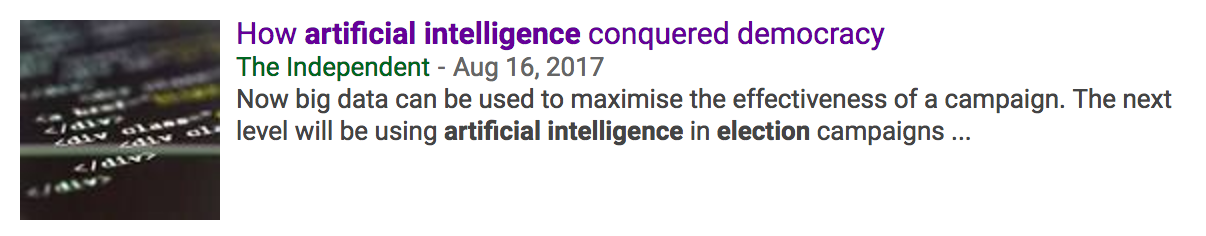 How artificial intelligence conquered democracy
The Independent - Aug 16, 2017
Now big data can be used to maximise the effectiveness of a campaign. The next
level will be using artificial intelligence in election campaigns ...